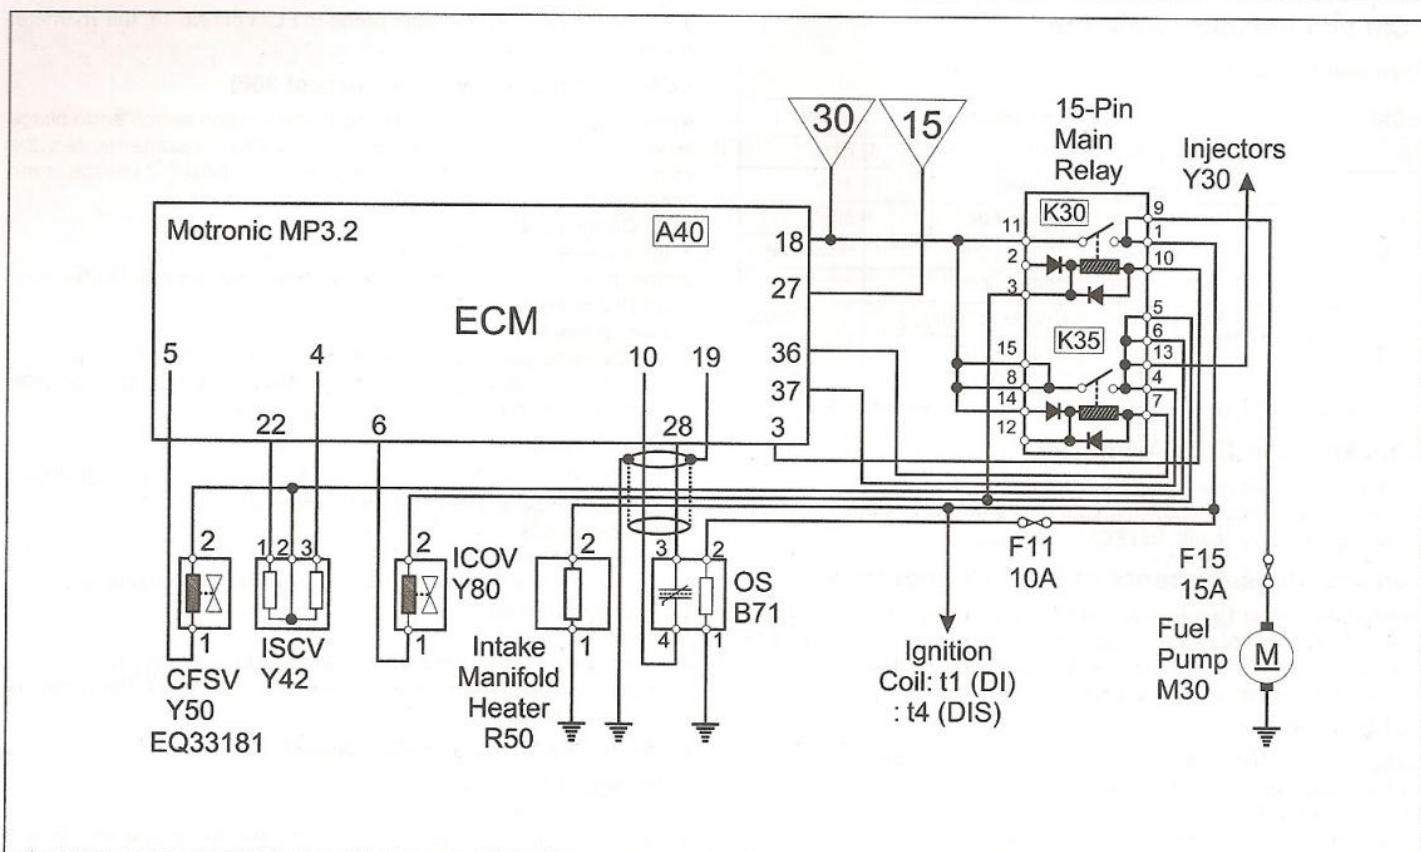 30
15
15-Pin
Main
Relay
Injectors
Y30
Motronic MP3.2
A40
18
27
ECM
5
4
10
19
36
37
22
6
28
3
K30
11
2
3
9
1
10
K35
15
8
14
12
5
6
13
4
7
2
1
CFSV
Y50
EQ33181
1
2
3
ISCV
Y42
2
ICOV
Y80
1
2
1
Intake
Manifold
Heater
R50
3
2
4
1
OS
B71
F11
10A
Ignition
Coil: t1 (DI)
: t4 (DIS)
F15
15A
Fuel
Pump
M30
M